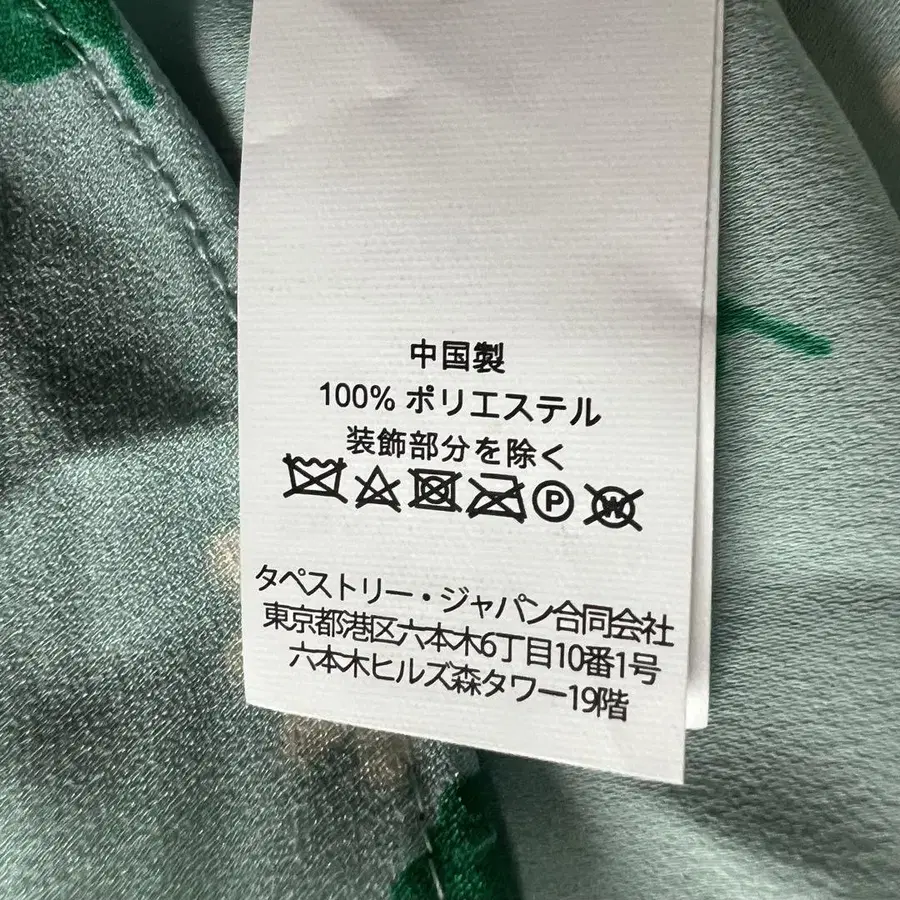 中国製
100% ポリエステル
装飾部分を除く
P W
タペストリー・ジャパン合同会社
東京都港区六本木6丁目10番1号
六本木ヒルズ森タワー19階